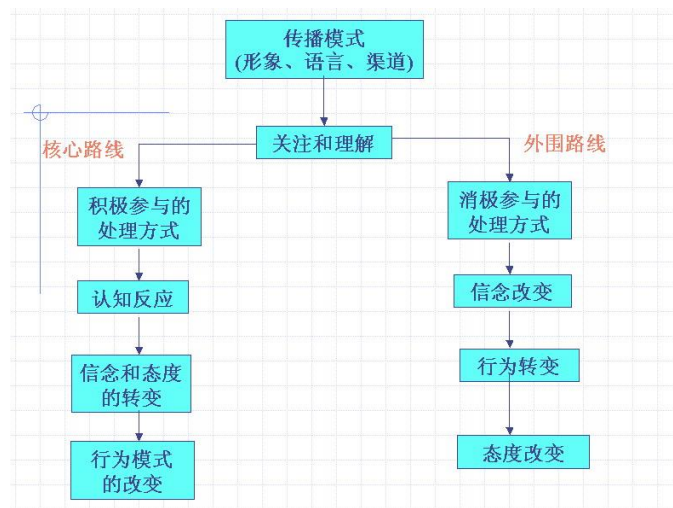 传播模式
(形象、语言、渠道)
关注和理解
核心路线
外围路线
积极参与的
处理方式
消极参与的
处理方式
认知反应
信念改变
信念和态度
的转变
行为转变
行为模式
的改变
态度改变